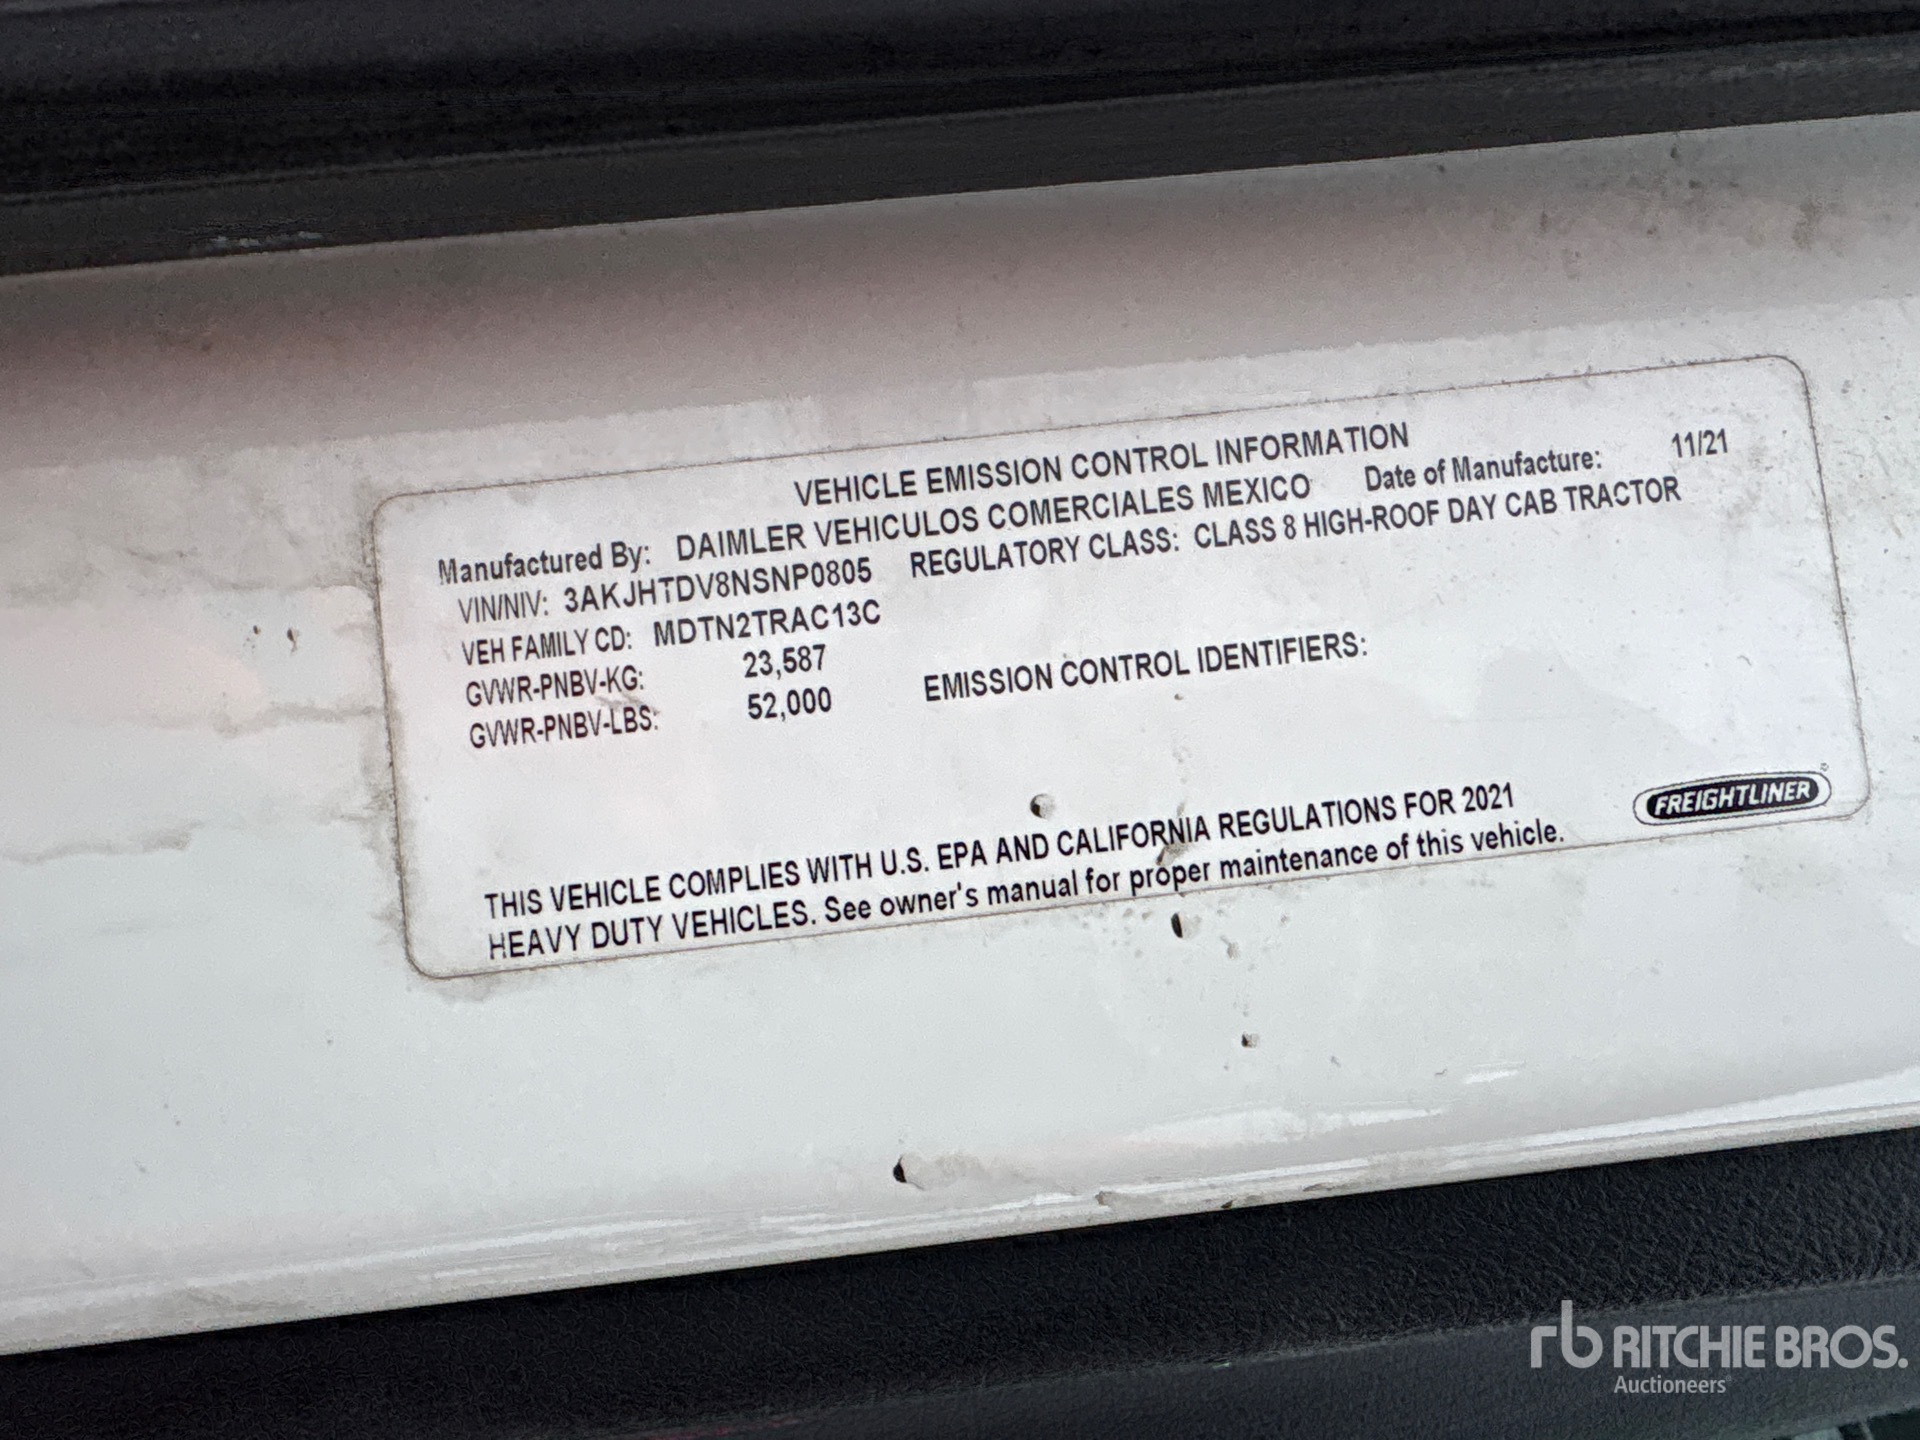 VEHICLE EMISSION CONTROL INFORMATION
Manufactured By: DAIMLER VEHICULOS COMERCIALES MEXICO Date of Manufacture: 11/21
VIN/NIV: 3AKJHTDV8NSNP0805 REGULATORY CLASS: CLASS 8 HIGH-ROOF DAY CAB TRACTOR
VEH FAMILY CD: MDTN2TRAC13C
GVWR-PNBV-KG: 23,587
GVWR-PNBV-LBS: 52,000 EMISSION CONTROL IDENTIFIERS:
THIS VEHICLE COMPLIES WITH U.S. EPA AND CALIFORNIA REGULATIONS FOR 2021
HEAVY DUTY VEHICLES. See owner's manual for proper maintenance of this vehicle.
FREIGHTLINER
rb RITCHIE BROS.
Auctioneers